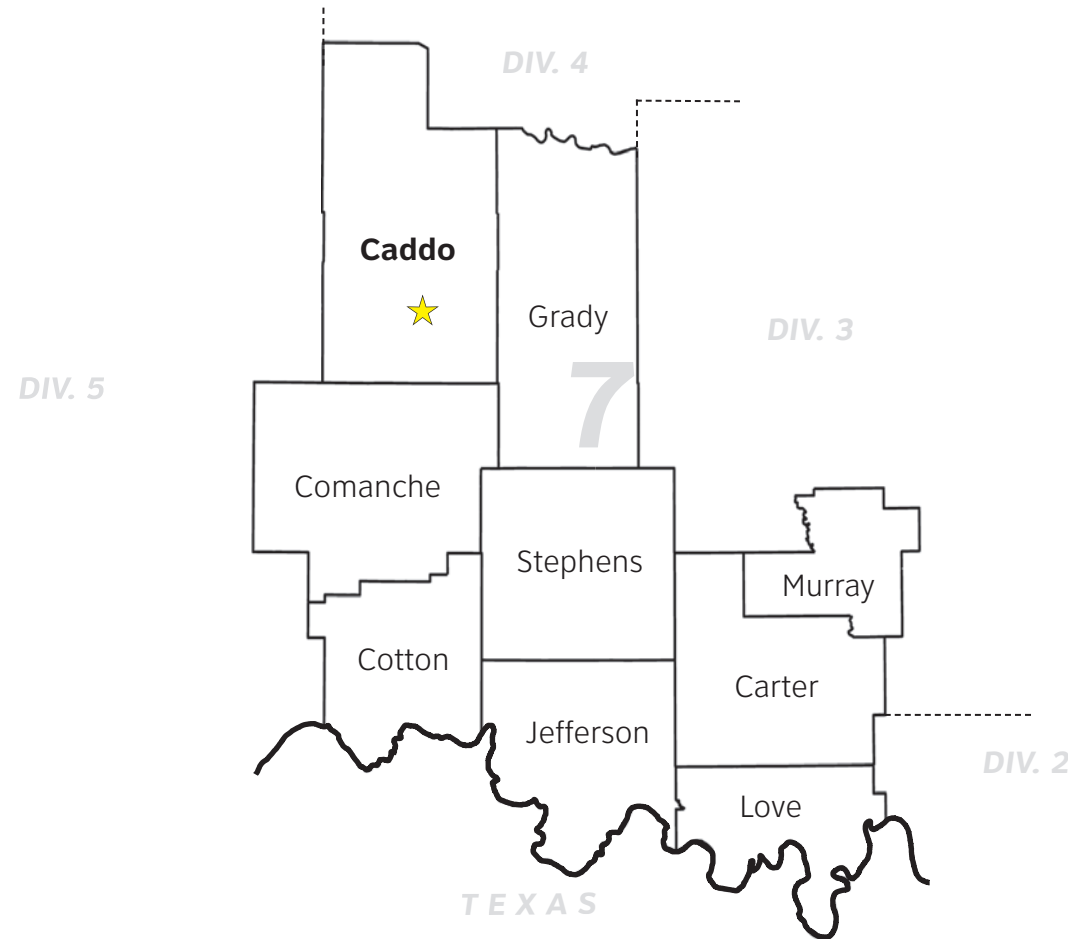 DIV. 4
Caddo
Grady
DIV. 3
7
DIV. 5
Comanche
Stephens
Murray
Cotton
Carter
Jefferson
DIV. 2
Love
TEXAS